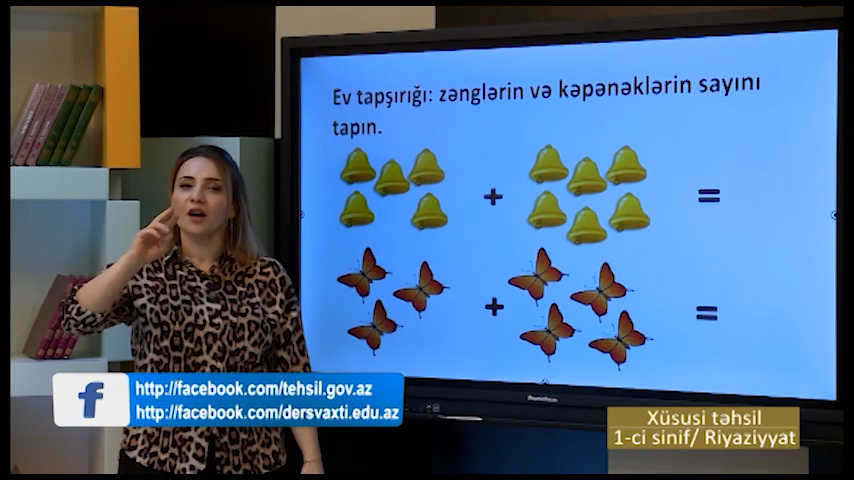 Ev tapşırığı: zənglərin və kəpənəklərin sayını
tapın.
+ =
+ =
f
http://facebook.com/tehsil.gov.az
http://facebook.com/dersvaxti.edu.az
Xüsusi təhsil
1-ci sinif/ Riyaziyyat